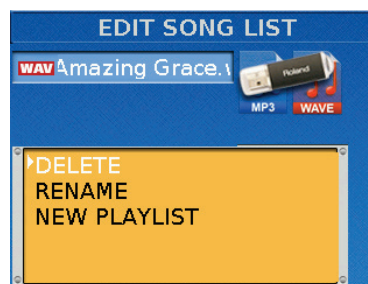 EDIT SONG LIST
WAV Amazing Grace.
Roland
MP3 WAVE
DELETE
RENAME
NEW PLAYLIST